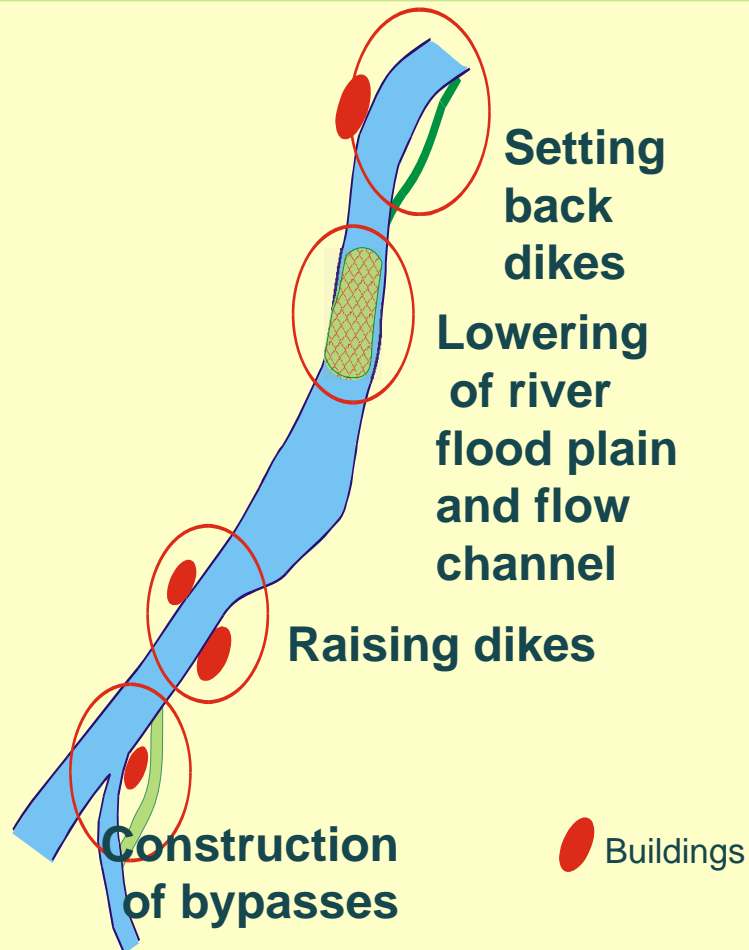 Setting
back
dikes
Lowering
of river
flood plain
and flow
channel
Raising dikes
Construction
of bypasses
Buildings